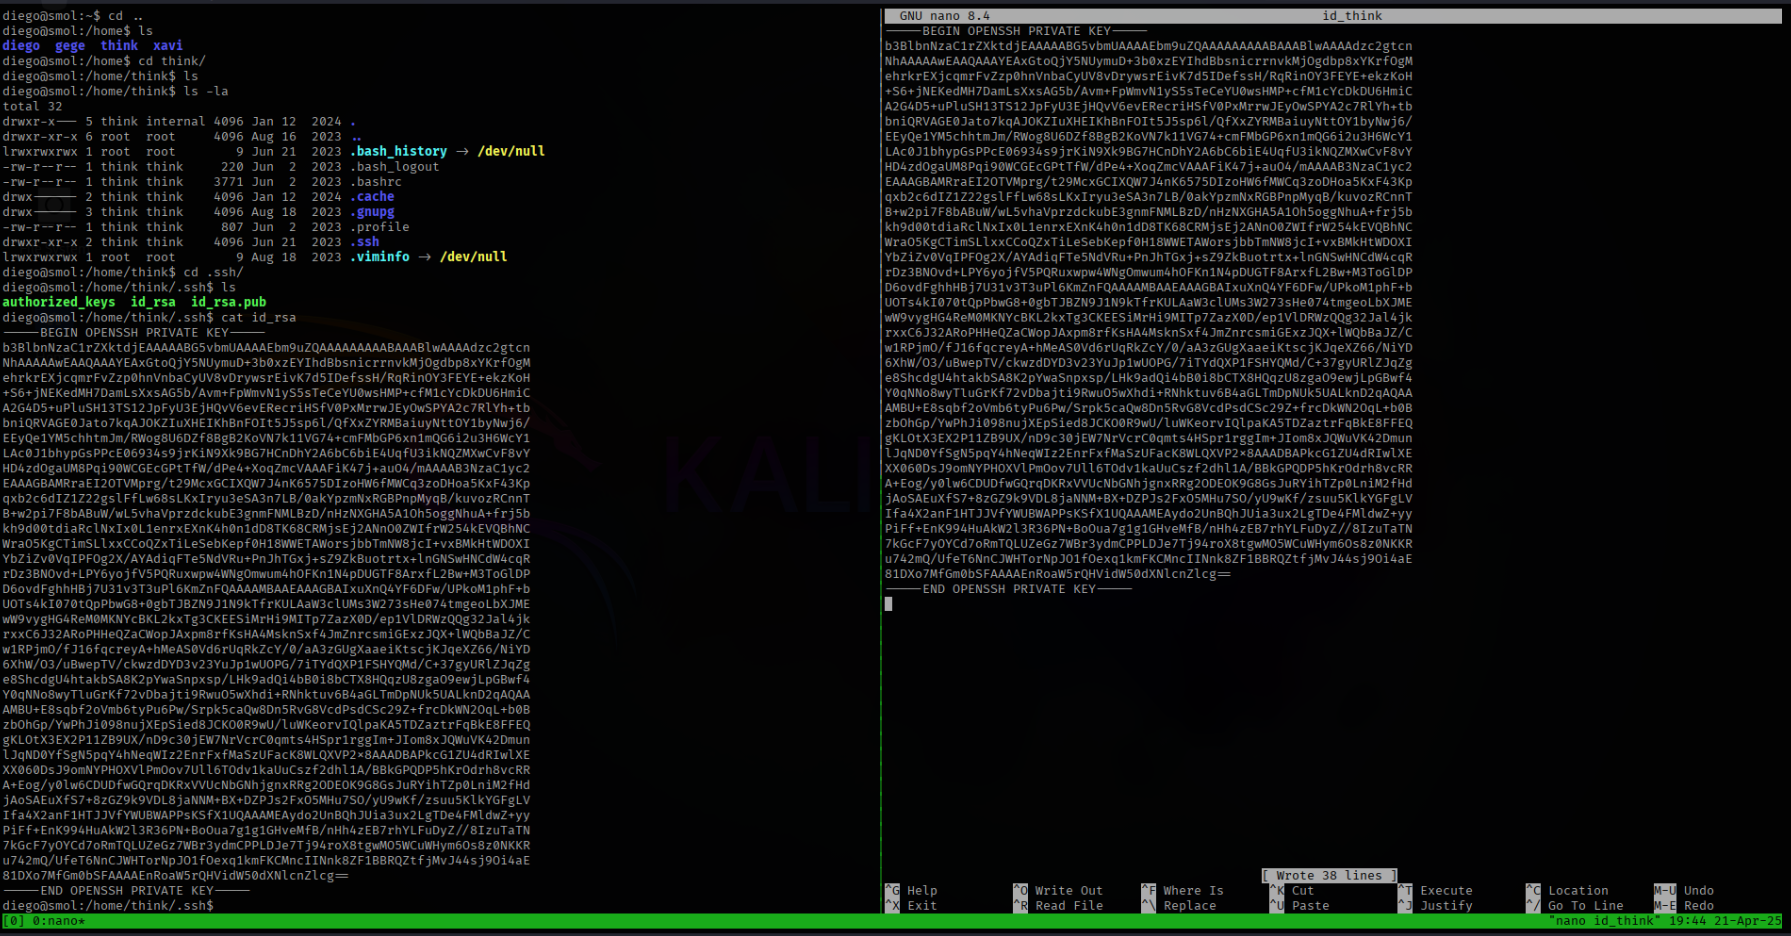 diego@smol:~$ cd ..
diego@smol:/home$ ls
diego  gege  think  xavi
diego@smol:/home$ cd think/
diego@smol:/home/think$ ls
diego@smol:/home/think$ ls -la
total 32
drwxr-x--- 5 think internal 4096 Jan 12  2024 .
drwxr-xr-x 6 root  root     4096 Aug 16  2023 ..
lrwxrwxrwx 1 root  root        9 Jun 21  2023 .bash_history -> /dev/null
-rw-r--r-- 1 think think     220 Jun  2  2023 .bash_logout
-rw-r--r-- 1 think think    3771 Jun  2  2023 .bashrc
drwx------ 2 think think    4096 Jan 12  2024 .cache
drwx------ 3 think think    4096 Aug 18  2023 .gnupg
-rw-r--r-- 1 think think     807 Jun  2  2023 .profile
drwxr-xr-x 2 think think    4096 Jun 21  2023 .ssh
lrwxrwxrwx 1 root  root        9 Aug 18  2023 .viminfo -> /dev/null
diego@smol:/home/think$ cd .ssh/
diego@smol:/home/think/.ssh$ ls
authorized_keys  id_rsa  id_rsa.pub
diego@smol:/home/think/.ssh$ cat id_rsa
-----BEGIN OPENSSH PRIVATE KEY-----
b3BlbnNzaC1rZXktdjEAAAAABG5vbmUAAAAEbm9uZQAAAAAAAAABAAABlwAAAAdzc2gtcn
NhAAAAAwEAAQAAAYEAxGtoQjY5NUymuD+3b0xzEYIhdBbsnicrrnvkMjOgdbp8xYKrfOgM
ehrkrEXjcqmrFvZzp0hnVnbaCyUV8vDrywsrEivK7d5IDefssH/RqRinOY3FEYE+ekzKoH
+S6+jNEKedMH7DamLsXxsAG5b/Avm+FpWmvN1yS5sTeCeYU0wsHMP+cfM1cYcDkDU6HmiC
A2G4D5+uPluSH13TS12JpFyU3EjHQvV6evERecriHSfV0PxMrrwJEyOwSPYA2c7RlYh+tb
bniQRVAGE0Jato7kqAJOKZIuXHEIKhBnFOIt5J5sp6l/QfXxZYRMBaiuyNttOY1byNwj6/
EEyQe1YM5chhtmJm/RWog8U6DZf8BgB2KoVN7k11VG74+cmFMbGP6xn1mQG6i2u3H6WcY1
LAc0J1bhypGsPPcE06934s9jrKiN9Xk9BG7HCnDhY2A6bC6biE4UqfU3ikNQZMXwCvF8vY
HD4zdOgaUM8Pqi90WCGEcGPtTfW/dPe4+XoqZmcVAAAFiK47j+auO4/mAAAAB3NzaC1yc2
EAAAGBAMRraEI2OTVMprg/t29McxGCIXQW7J4nK6575DIzoHW6fMWCq3zoDHoa5KxF43Kp
qxb2c6dIZ1Z22gslFfLw68sLKxIryu3eSA3n7LB/0akYpzmNxRGBPnpMyqB/kuvozRCnnT
B+w2pi7F8bABuW/wL5vhaVprzdckubE3gnmFNMLBzD/nHzNXGHA5A1Oh5oggNhuA+frj5b
kh9d00tdiaRclNxIx0L1enrxEXnK4h0n1dD8TK68CRMjsEj2ANnO0ZWIfrW254kEVQBhNC
WraO5KgCTimSLlxxCCoQZxTiLeSebKepf0H18WWETAWorsjbbTmNW8jcI+vxBMkHtWDOXI
YbZiZv0VqIPFOg2X/AYAdiqFTe5NdVRu+PnJhTGxj+sZ9ZkBuotrtx+lnGNSwHNCdW4cqR
rDz3BNOvd+LPY6yojfV5PQRuxwpw4WNgOmwum4hOFKn1N4pDUGTF8ArxfL2Bw+M3ToGlDP
D6ovdFghhHBj7U31v3T3uPl6KmZnFQAAAAMBAAEAAAGBAIxuXnQ4YF6DFw/UPkoM1phF+b
UOTs4kI070tQpPbwG8+0gbTJBZN9J1N9kTfrKULAaW3clUMs3W273sHe074tmgeoLbXJME
wW9vygHG4ReM0MKNYcBKL2kxTg3CKEESiMrHi9MITp7ZazX0D/ep1VlDRWzQQg32Jal4jk
rxxC6J32ARoPHHeQZaCWopJAxpm8rfKsHA4MsknSxf4JmZnrcsmiGExzJQX+lWQbBaJZ/C
w1RPjmO/fJ16fqcreyA+hMeAS0Vd6rUqRkZcY/0/aA3zGUgXaaeiKtscjKJqeXZ66/NiYD
6XhW/O3/uBwepTV/ckwzdDYD3v23YuJp1wUOPG/7iTYdQXP1FSHYQMd/C+37gyURlZJqZg
e8ShcdgU4htakbSA8K2pYwaSnpxsp/LHk9adQi4bB0i8bCTX8HQqzU8zgaO9ewjLpGBwf4
Y0qNNo8wyTluGrKf72vDbajti9RwuO5wXhdi+RNhktuv6B4aGLTmDpNUk5UALknD2qAQAA
AMBU+E8sqbf2oVmb6tyPu6Pw/Srpk5caQw8Dn5RvG8VcdPsdCSc29Z+frcDkWN2OqL+b0B
zbOhGp/YwPhJi098nujXEpSied8JCKO0R9wU/luWKeorvIQlpaKA5TDZaztrFqBkE8FFEQ
gKLOtX3EX2P11ZB9UX/nD9c30jEW7NrVcrC0qmts4HSpr1rggIm+JIom8xJQWuVK42Dmun
lJqND0YfSgN5pqY4hNeqWIz2EnrFxfMaSzUFacK8WLQXVP2x8AAADBAPkcG1ZU4dRIwlXE
XX060DsJ9omNYPHOXVlPmOov7Ull6TOdv1kaUuCszf2dhl1A/BBkGPQDP5hKrOdrh8vcRR
A+Eog/y0lw6CDUDfwGQrqDKRxVVUcNbGNhjgnxRRg2ODEOK9G8GsJuRYihTZp0LniM2fHd
jAoSAEuXfS7+8zGZ9k9VDL8jaNNM+BX+DZPJs2FxO5MHu7SO/yU9wKf/zsuu5KlkYGFgLV
Ifa4X2anF1HTJJVfYWUBWAPPsKSfX1UQAAAMEAydo2UnBQhJUia3ux2LgTDe4FMldwZ+yy
PiFf+EnK994HuAkW2l3R36PN+BoOua7g1g1GHveMfB/nHh4zEB7rhYLFuDyZ//8IzuTaTN
7kGcF7yOYCd7oRmTQLUZeGz7WBr3ydmCPPLDJe7Tj94roX8tgwMO5WCuWHym6Os8z0NKKR
u742mQ/UfeT6NnCJWHTorNpJO1fOexq1kmFKCMncIINnk8ZF1BBRQZtfjMvJ44sj9Oi4aE
81DXo7MfGm0bSFAAAAEnRoaW5rQHVidW50dXNlcnZlcg==
-----END OPENSSH PRIVATE KEY-----
diego@smol:/home/think/.ssh$
GNU nano 8.4                    id_think
-----BEGIN OPENSSH PRIVATE KEY-----
b3BlbnNzaC1rZXktdjEAAAAABG5vbmUAAAAEbm9uZQAAAAAAAAABAAABlwAAAAdzc2gtcn
NhAAAAAwEAAQAAAYEAxGtoQjY5NUymuD+3b0xzEYIhdBbsnicrrnvkMjOgdbp8xYKrfOgM
ehrkrEXjcqmrFvZzp0hnVnbaCyUV8vDrywsrEivK7d5IDefssH/RqRinOY3FEYE+ekzKoH
+S6+jNEKedMH7DamLsXxsAG5b/Avm+FpWmvN1yS5sTeCeYU0wsHMP+cfM1cYcDkDU6HmiC
A2G4D5+uPluSH13TS12JpFyU3EjHQvV6evERecriHSfV0PxMrrwJEyOwSPYA2c7RlYh+tb
bniQRVAGE0Jato7kqAJOKZIuXHEIKhBnFOIt5J5sp6l/QfXxZYRMBaiuyNttOY1byNwj6/
EEyQe1YM5chhtmJm/RWog8U6DZf8BgB2KoVN7k11VG74+cmFMbGP6xn1mQG6i2u3H6WcY1
LAc0J1bhypGsPPcE06934s9jrKiN9Xk9BG7HCnDhY2A6bC6biE4UqfU3ikNQZMXwCvF8vY
HD4zdOgaUM8Pqi90WCGEcGPtTfW/dPe4+XoqZmcVAAAFiK47j+auO4/mAAAAB3NzaC1yc2
EAAAGBAMRraEI2OTVMprg/t29McxGCIXQW7J4nK6575DIzoHW6fMWCq3zoDHoa5KxF43Kp
qxb2c6dIZ1Z22gslFfLw68sLKxIryu3eSA3n7LB/0akYpzmNxRGBPnpMyqB/kuvozRCnnT
B+w2pi7F8bABuW/wL5vhaVprzdckubE3gnmFNMLBzD/nHzNXGHA5A1Oh5oggNhuA+frj5b
kh9d00tdiaRclNxIx0L1enrxEXnK4h0n1dD8TK68CRMjsEj2ANnO0ZWIfrW254kEVQBhNC
WraO5KgCTimSLlxxCCoQZxTiLeSebKepf0H18WWETAWorsjbbTmNW8jcI+vxBMkHtWDOXI
YbZiZv0VqIPFOg2X/AYAdiqFTe5NdVRu+PnJhTGxj+sZ9ZkBuotrtx+lnGNSwHNCdW4cqR
rDz3BNOvd+LPY6yojfV5PQRuxwpw4WNgOmwum4hOFKn1N4pDUGTF8ArxfL2Bw+M3ToGlDP
D6ovdFghhHBj7U31v3T3uPl6KmZnFQAAAAMBAAEAAAGBAIxuXnQ4YF6DFw/UPkoM1phF+b
UOTs4kI070tQpPbwG8+0gbTJBZN9J1N9kTfrKULAaW3clUMs3W273sHe074tmgeoLbXJME
wW9vygHG4ReM0MKNYcBKL2kxTg3CKEESiMrHi9MITp7ZazX0D/ep1VlDRWzQQg32Jal4jk
rxxC6J32ARoPHHeQZaCWopJAxpm8rfKsHA4MsknSxf4JmZnrcsmiGExzJQX+lWQbBaJZ/C
w1RPjmO/fJ16fqcreyA+hMeAS0Vd6rUqRkZcY/0/aA3zGUgXaaeiKtscjKJqeXZ66/NiYD
6XhW/O3/uBwepTV/ckwzdDYD3v23YuJp1wUOPG/7iTYdQXP1FSHYQMd/C+37gyURlZJqZg
e8ShcdgU4htakbSA8K2pYwaSnpxsp/LHk9adQi4bB0i8bCTX8HQqzU8zgaO9ewjLpGBwf4
Y0qNNo8wyTluGrKf72vDbajti9RwuO5wXhdi+RNhktuv6B4aGLTmDpNUk5UALknD2qAQAA
AMBU+E8sqbf2oVmb6tyPu6Pw/Srpk5caQw8Dn5RvG8VcdPsdCSc29Z+frcDkWN2OqL+b0B
zbOhGp/YwPhJi098nujXEpSied8JCKO0R9wU/luWKeorvIQlpaKA5TDZaztrFqBkE8FFEQ
gKLOtX3EX2P11ZB9UX/nD9c30jEW7NrVcrC0qmts4HSpr1rggIm+JIom8xJQWuVK42Dmun
lJqND0YfSgN5pqY4hNeqWIz2EnrFxfMaSzUFacK8WLQXVP2x8AAADBAPkcG1ZU4dRIwlXE
XX060DsJ9omNYPHOXVlPmOov7Ull6TOdv1kaUuCszf2dhl1A/BBkGPQDP5hKrOdrh8vcRR
A+Eog/y0lw6CDUDfwGQrqDKRxVVUcNbGNhjgnxRRg2ODEOK9G8GsJuRYihTZp0LniM2fHd
jAoSAEuXfS7+8zGZ9k9VDL8jaNNM+BX+DZPJs2FxO5MHu7SO/yU9wKf/zsuu5KlkYGFgLV
Ifa4X2anF1HTJJVfYWUBWAPPsKSfX1UQAAAMEAydo2UnBQhJUia3ux2LgTDe4FMldwZ+yy
PiFf+EnK994HuAkW2l3R36PN+BoOua7g1g1GHveMfB/nHh4zEB7rhYLFuDyZ//8IzuTaTN
7kGcF7yOYCd7oRmTQLUZeGz7WBr3ydmCPPLDJe7Tj94roX8tgwMO5WCuWHym6Os8z0NKKR
u742mQ/UfeT6NnCJWHTorNpJO1fOexq1kmFKCMncIINnk8ZF1BBRQZtfjMvJ44sj9Oi4aE
81DXo7MfGm0bSFAAAAEnRoaW5rQHVidW50dXNlcnZlcg==
-----END OPENSSH PRIVATE KEY-----
KALI
[ Wrote 38 lines ]
^G Help  ^O Write Out  ^F Where Is  ^K Cut  ^T Execute  ^C Location  M-U Undo
^X Exit  ^R Read File  ^\ Replace  ^U Paste  ^J Justify  ^/ Go To Line  M-E Redo
[0] 0:nano*  "nano id_think" 19:44 21-Apr-25